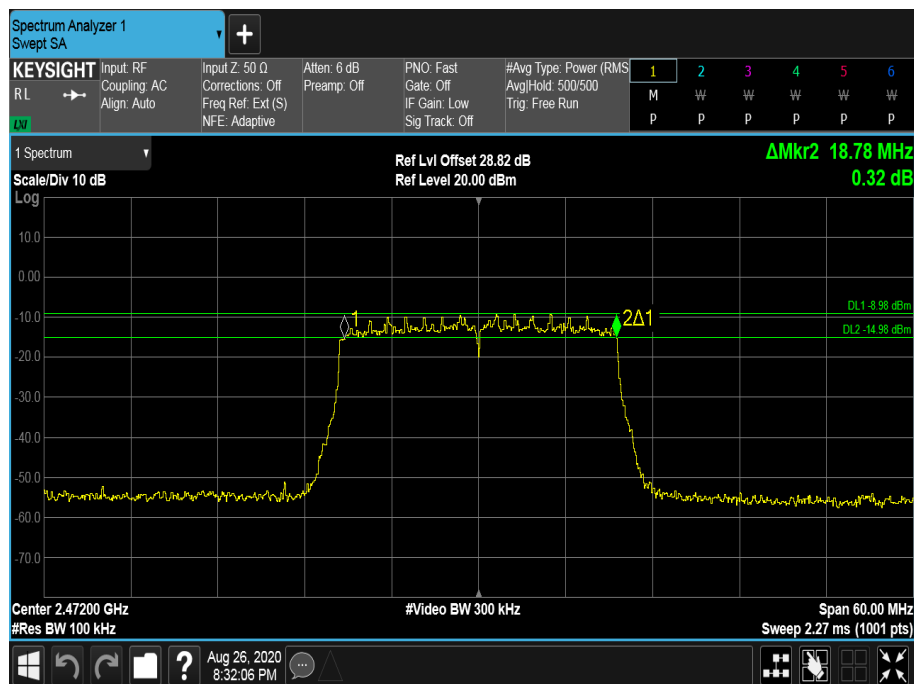 Spectrum Analyzer 1
Swept SA
KEYSIGHT
RL
LXI
Input: RF
Coupling: AC
Align: Auto
Input Z: 50 Ω
Corrections: Off
Freq Ref: Ext (S)
NFE: Adaptive
Atten: 6 dB
Preamp: Off
PNO: Fast
Gate: Off
IF Gain: Low
Sig Track: Off
#Avg Type: Power (RMS
Avg|Hold: 500/500
Trig: Free Run
1 2 3 4 5 6
M W W W W W
P P P P P P
1 Spectrum
Scale/Div 10 dB
Log
Ref Lvl Offset 28.82 dB
Ref Level 20.00 dBm
ΔMkr2 18.78 MHz
0.32 dB
10.0
0.00
-10.0
-20.0
-30.0
-40.0
-50.0
-60.0
-70.0
1
2Δ1
DL1 -8.98 dBm
DL2 -14.98 dBm
Center 2.47200 GHz
#Res BW 100 kHz
#Video BW 300 kHz
Span 60.00 MHz
Sweep 2.27 ms (1001 pts)
?
Aug 26, 2020
8:32:06 PM